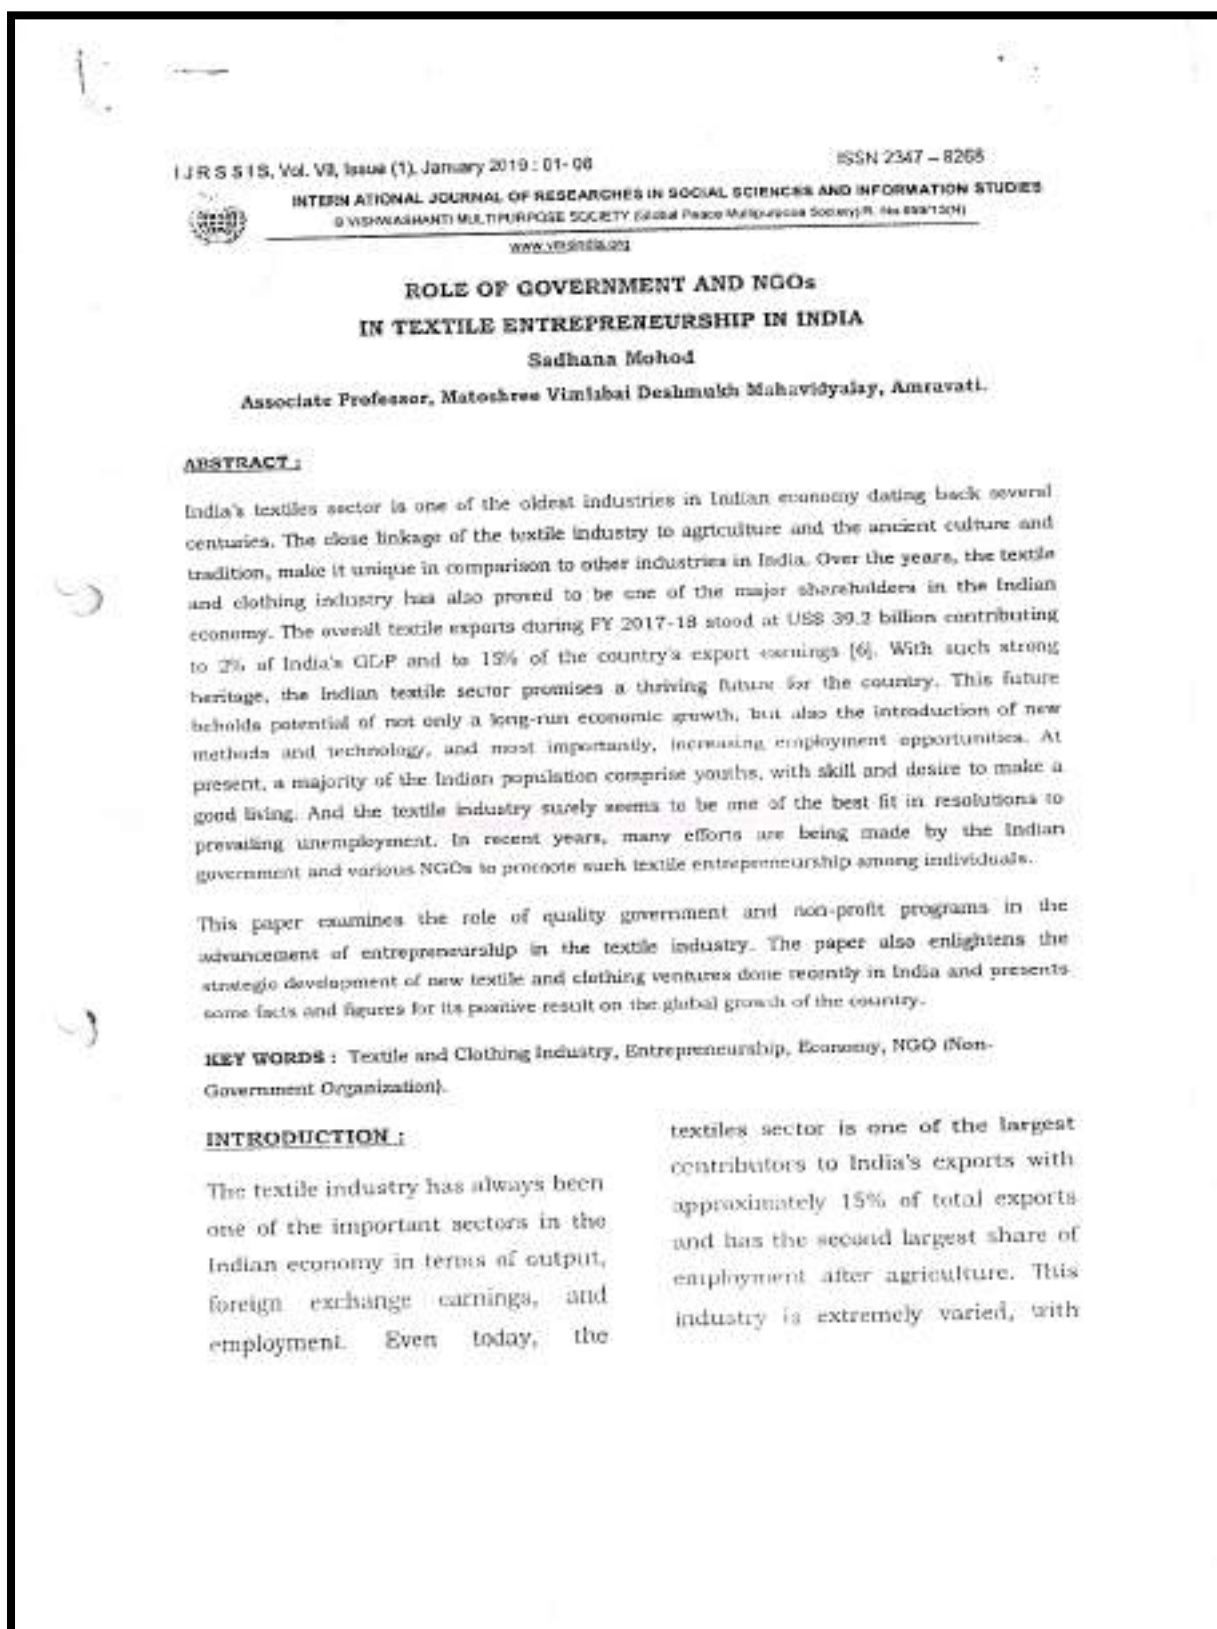 I J R S S I S, Vol. VII, Issue (1), January 2019 : 01- 06
ISSN 2347 – 8268
INTERN ATIONAL JOURNAL OF RESEARCHES IN SOCIAL SCIENCES AND INFORMATION STUDIES
© VISHWASHANTI MULTIPURPOSE SOCIETY (Global Peace Multipurpose Society) R. No.
www.vmsindia.org
ROLE OF GOVERNMENT AND NGOs
IN TEXTILE ENTREPRENEURSHIP IN INDIA
Sadhana Mohod
Associate Professor, Matoshree Vimlabai Deshmukh Mahavidyalay, Amravati.
ABSTRACT :
India's textiles sector is one of the oldest industries in Indian economy dating back several
centuries. The close linkage of the textile industry to agriculture and the ancient culture and
tradition, make it unique in comparison to other industries in India. Over the years, the textile
and clothing industry has also proved to be one of the major shareholders in the Indian
economy. The overall textile exports during FY 2017-18 stood at US$ 39.2 billion contributing
to 2% of India's GDP and to 15% of the country's export earnings [6]. With such strong
heritage, the Indian textile sector promises a thriving future for the country. This future
beholds potential of not only a long-run economic growth, but also the introduction of new
methods and technology, and most importantly, increasing employment opportunities. At
present, a majority of the Indian population comprise youths, with skill and desire to make a
good living. And the textile industry surely seems to be one of the best fit in resolutions to
prevailing unemployment. In recent years, many efforts are being made by the Indian
government and various NGOs to promote such textile entrepreneurship among individuals.
This paper examines the role of quality government and non-profit programs in the
advancement of entrepreneurship in the textile industry. The paper also enlightens the
strategic development of new textile and clothing ventures done recently in India and presents
some facts and figures for its positive result on the global growth of the country.
KEY WORDS : Textile and Clothing Industry, Entrepreneurship, Economy, NGO (Non-
Government Organization).
INTRODUCTION :
The textile industry has always been
one of the important sectors in the
Indian economy in terms of output,
foreign exchange earnings, and
employment. Even today, the
textiles sector is one of the largest
contributors to India's exports with
approximately 15% of total exports
and has the second largest share of
employment after agriculture. This
industry is extremely varied, with